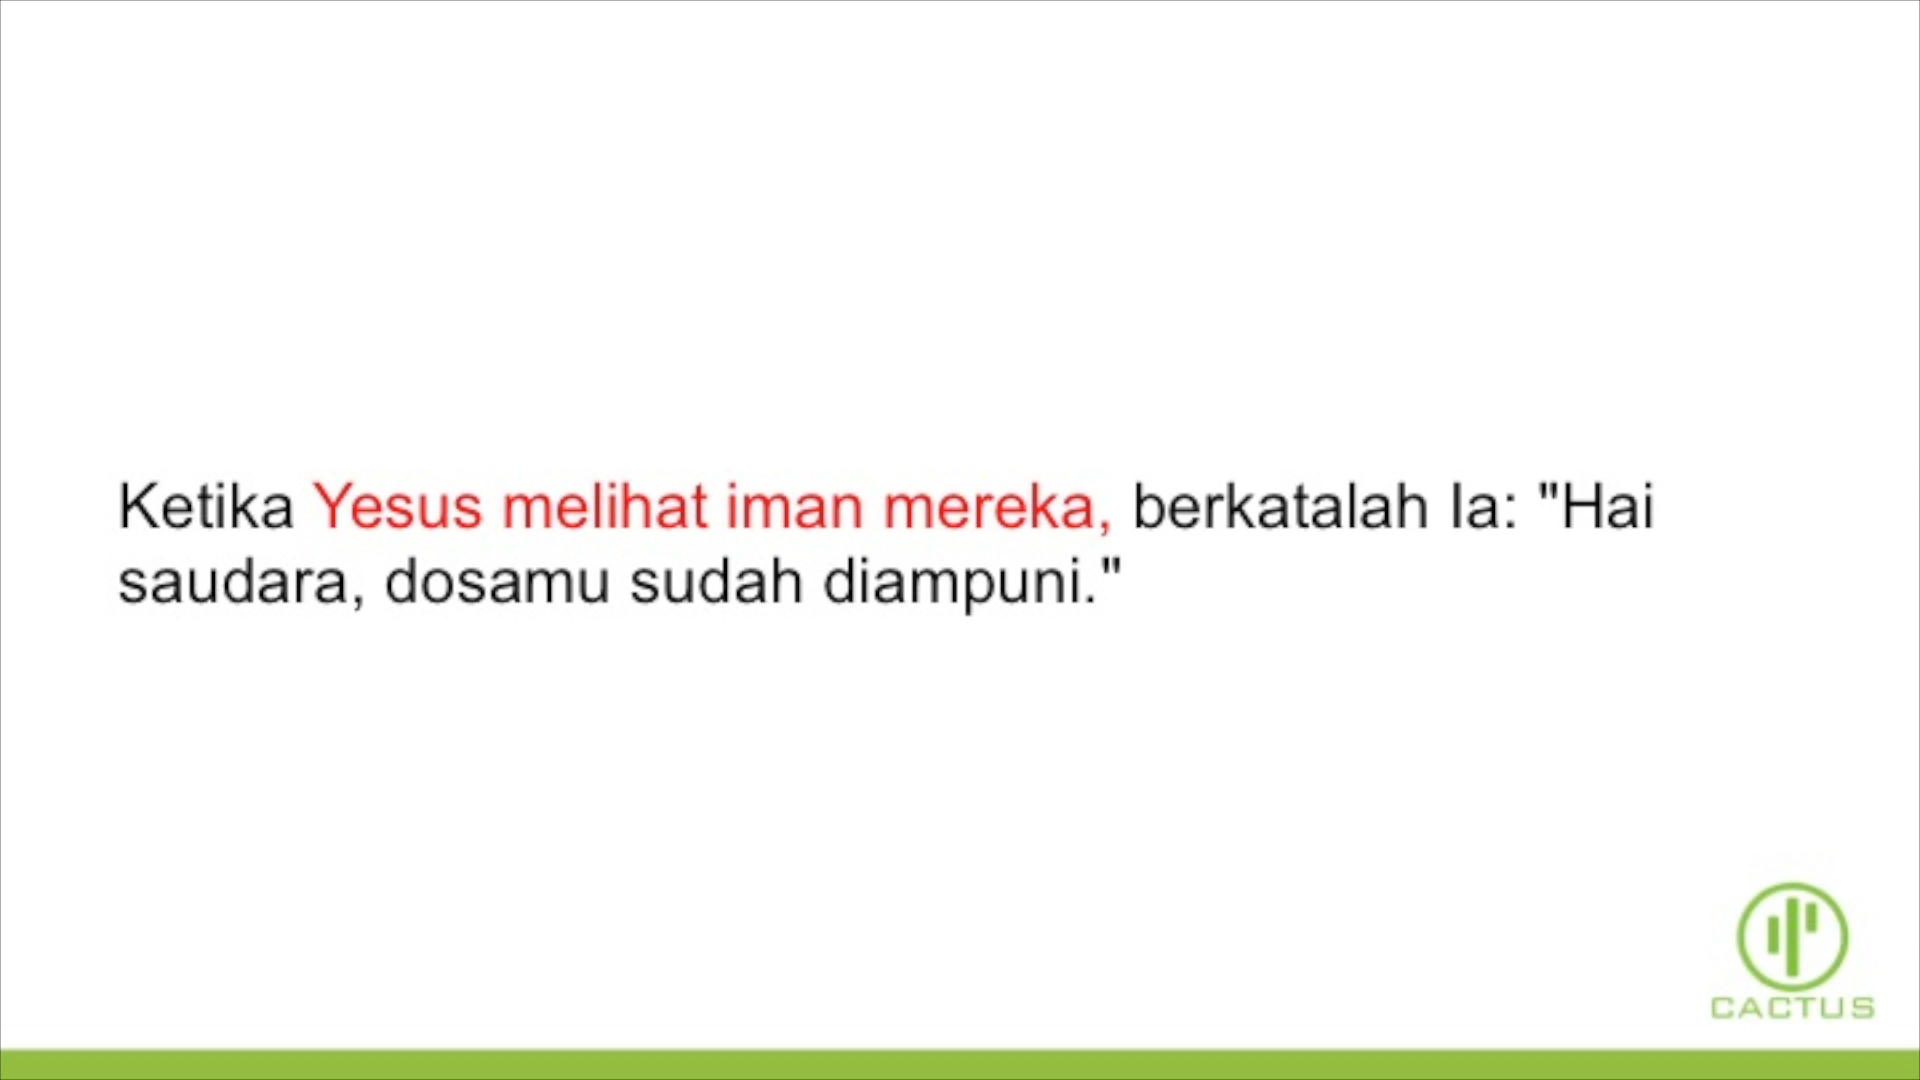 Ketika Yesus melihat iman mereka, berkatalah Ia: "Hai
saudara, dosamu sudah diampuni."
CACTUS